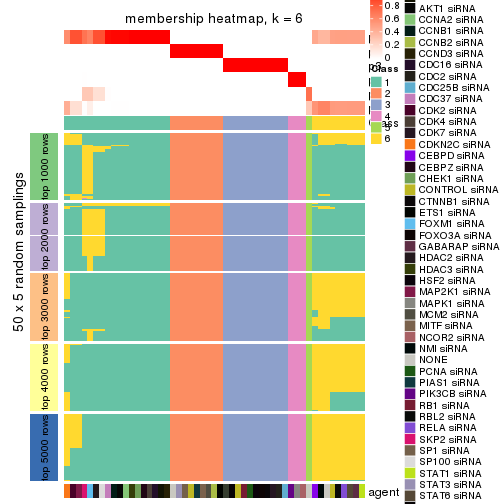 membership heatmap, k = 6
50 x 5 random samplings
top 1000 rows
top 2000 rows
top 3000 rows
top 4000 rows
top 5000 rows
0.8
0.6
0.4
0.2
0
Class
1
2
3
4
5
6
agent
AKT1 siRNA
CCNA2 siRNA
CCNB1 siRNA
CCNB2 siRNA
CCND3 siRNA
CDC16 siRNA
CDC2 siRNA
CDC25B siRNA
CDC37 siRNA
CDK2 siRNA
CDK4 siRNA
CDK7 siRNA
CDKN2C siRNA
CEBPD siRNA
CEBPZ siRNA
CHEK1 siRNA
CONTROL siRNA
CTNNB1 siRNA
ETS1 siRNA
FOXM1 siRNA
FOXO3A siRNA
GABARAP siRNA
HDAC2 siRNA
HDAC3 siRNA
HSF2 siRNA
MAP2K1 siRNA
MAPK1 siRNA
MCM2 siRNA
MITF siRNA
NCOR2 siRNA
NMI siRNA
NONE
PCNA siRNA
PIAS1 siRNA
PIK3CB siRNA
RB1 siRNA
RBL2 siRNA
RELA siRNA
SKP2 siRNA
SP1 siRNA
SP100 siRNA
STAT1 siRNA
STAT3 siRNA
STAT6 siRNA